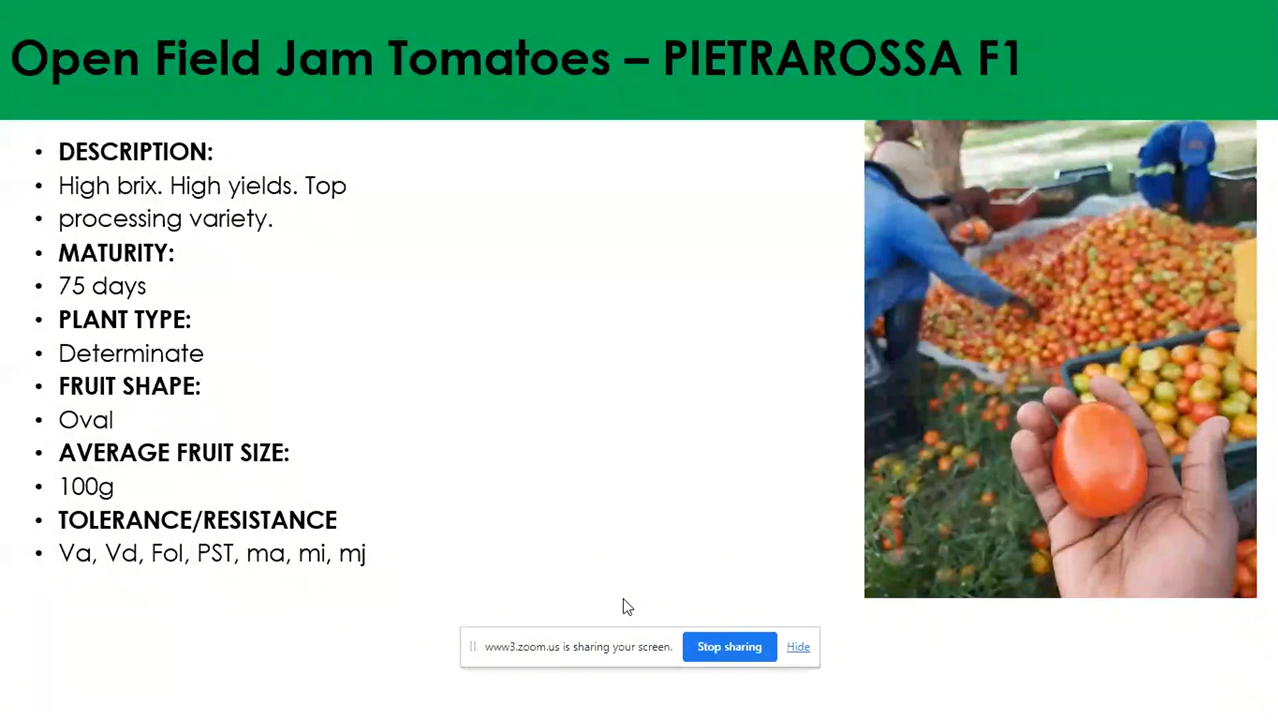 Open Field Jam Tomatoes – PIETRAROSSA F1
• DESCRIPTION:
• High brix. High yields. Top
• processing variety.
• MATURITY:
• 75 days
• PLANT TYPE:
• Determinate
• FRUIT SHAPE:
• Oval
• AVERAGE FRUIT SIZE:
• 100g
• TOLERANCE/RESISTANCE
• Va, Vd, Fol, PST, ma, mi, mj
www3.zoom.us is sharing your screen. Stop sharing Hide